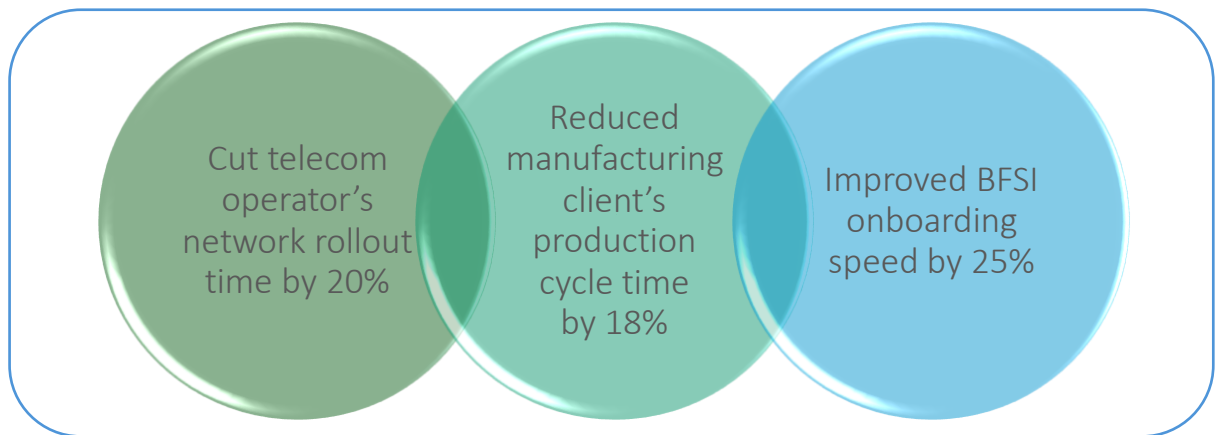 Cut telecom
operator’s
network rollout
time by 20%
Reduced
manufacturing
client’s
production
cycle time
by 18%
Improved BFSI
onboarding
speed by 25%